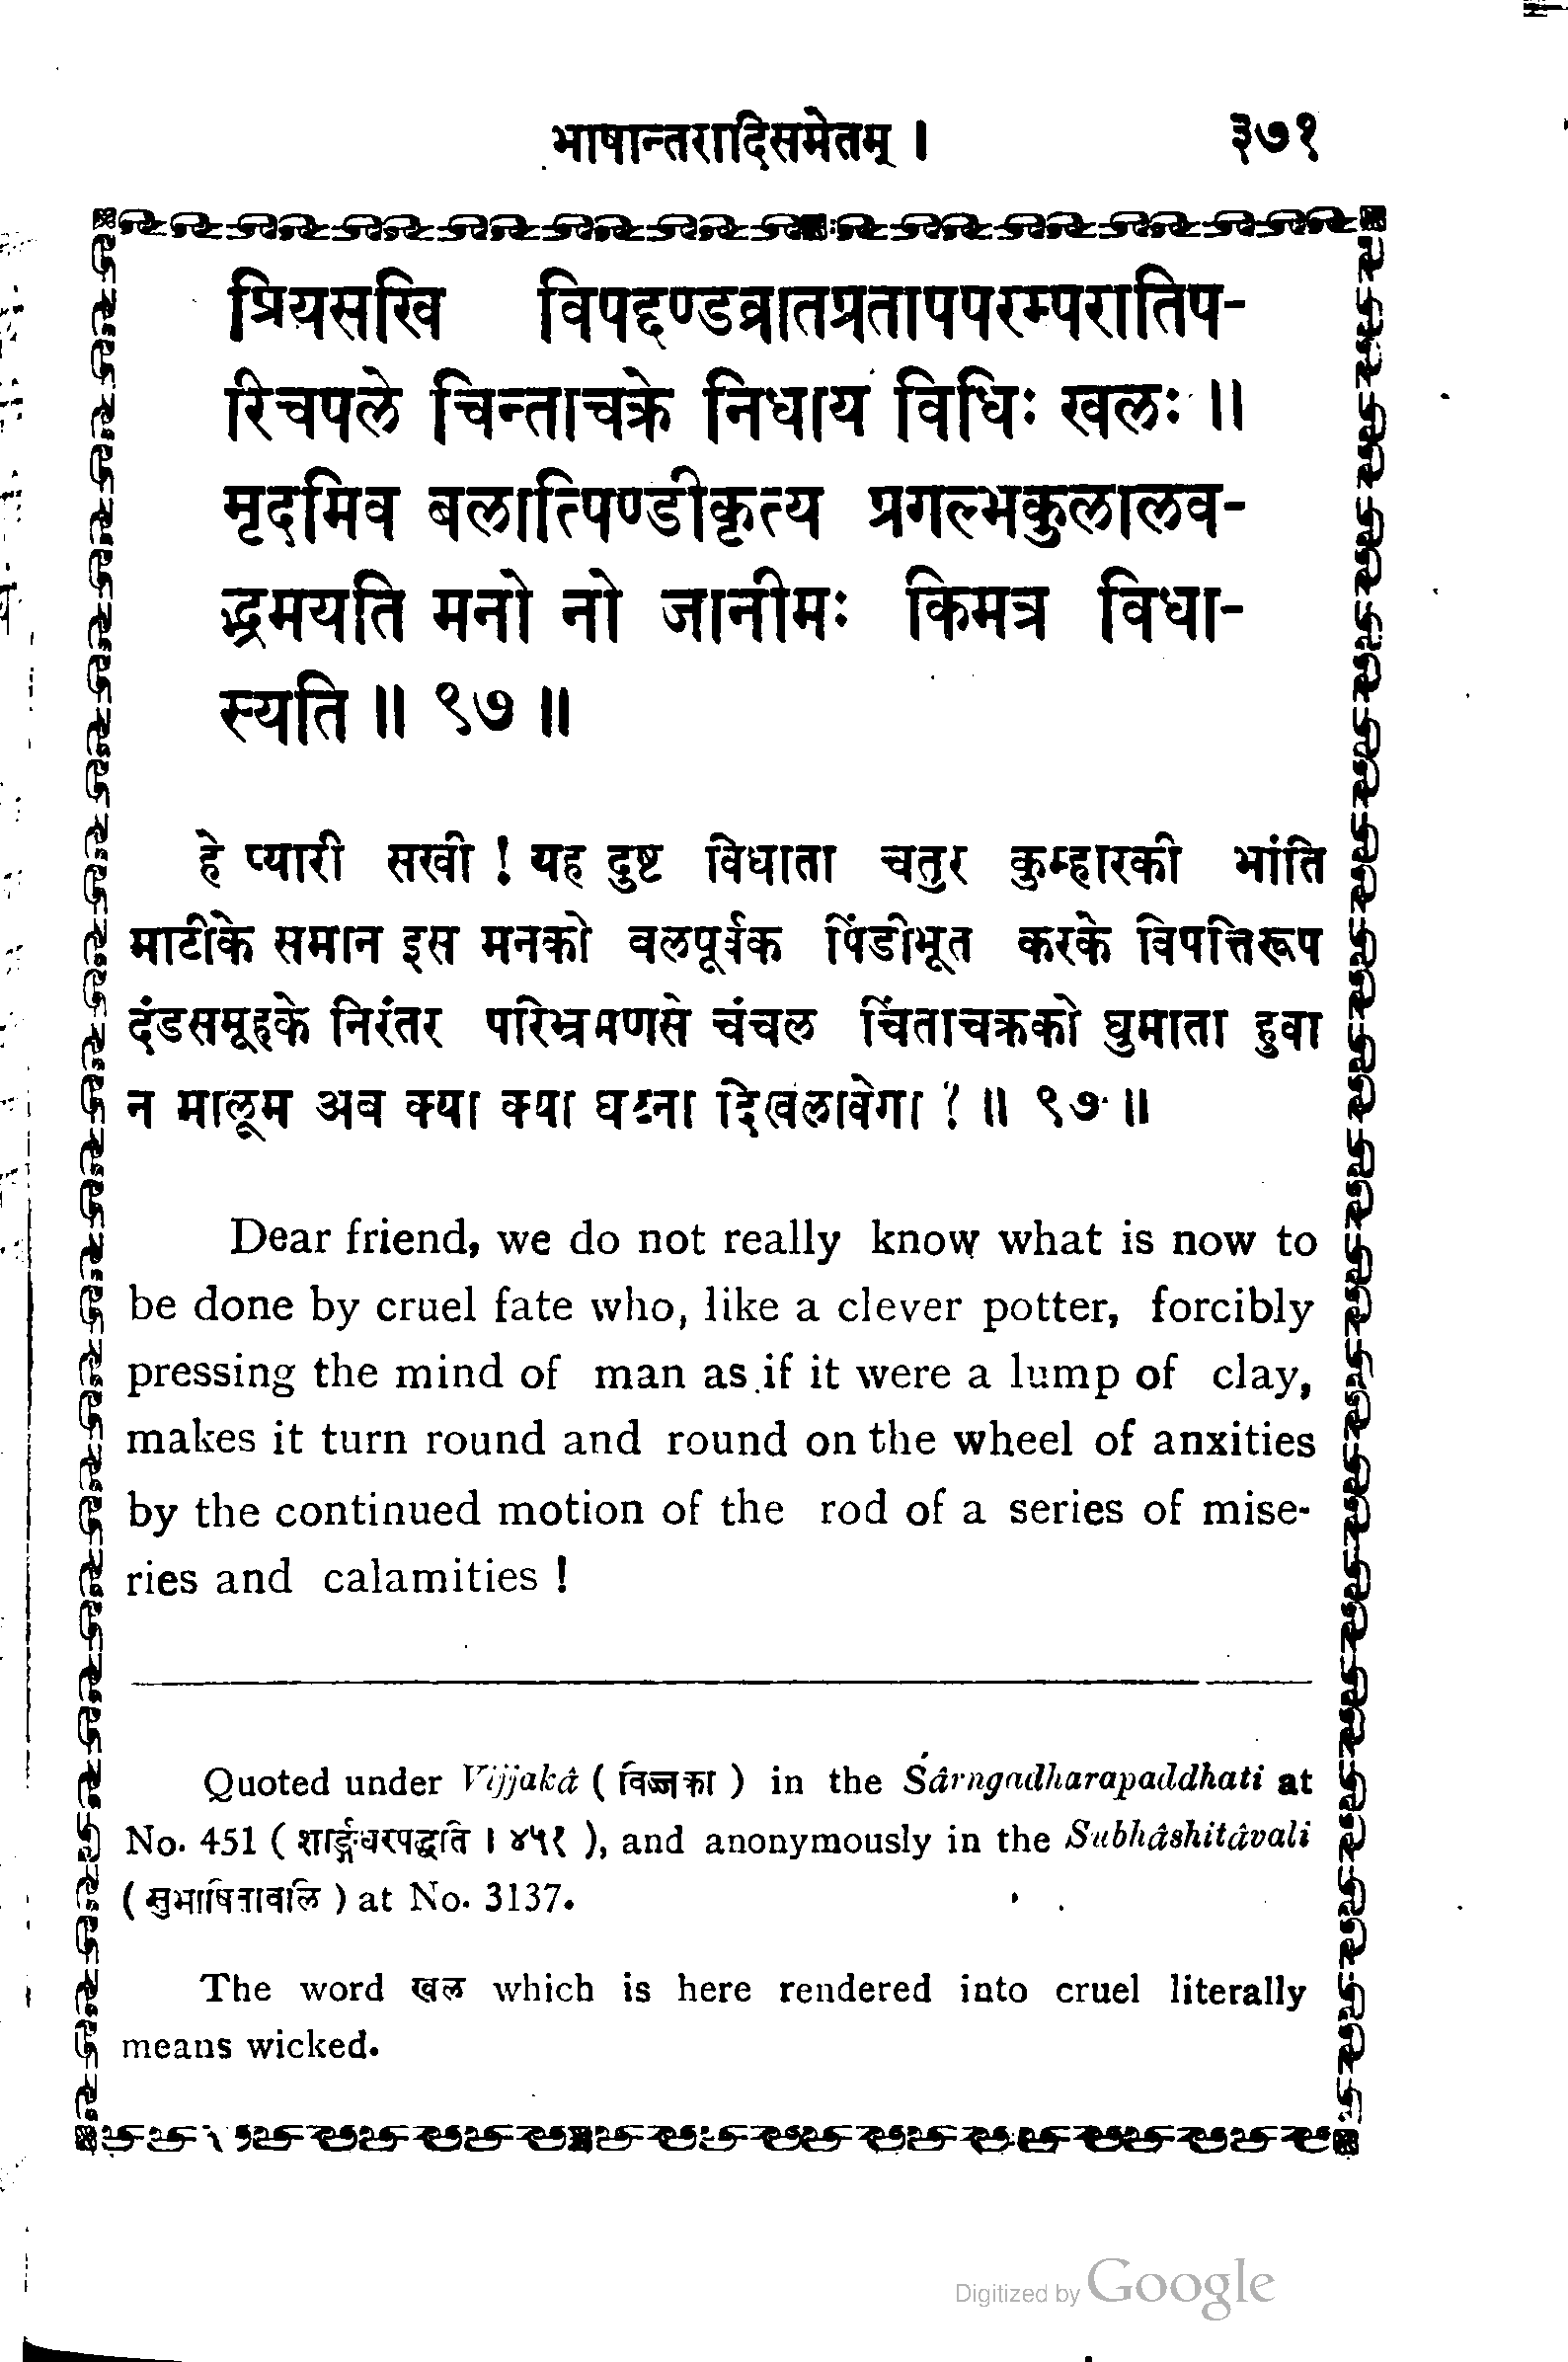 भाषान्तरादिसमेतम् । ३७१
प्रियसखि विपद्दण्डव्रातप्रतापपरम्परातिप-
रिचपले चिन्ताचक्रे निधाय विधिः खलः ॥
मृदमिव बलात्पिण्डीकृत्य प्रगल्भकुलालव-
द्भ्रमयति मनो नो जानीमः किमत्र विधा-
स्यति ॥ ९७ ॥
हे प्यारी सखी ! यह दुष्ट विधाता चतुर कुम्हारकी भांति
माटीके समान इस मनको वलपूर्वक पिंडीभूत करके विपत्तिरूप
दंडसमूहके निरंतर परिभ्रमणसे चंचल चिंताचक्रको घुमाता हुवा
न मालूम अब क्या क्या घटना दिखलावेगा ? ॥ ९७ ॥
Dear friend, we do not really know what is now to
be done by cruel fate who, like a clever potter, forcibly
pressing the mind of man as if it were a lump of clay,
makes it turn round and round on the wheel of anxities
by the continued motion of the rod of a series of mise-
ries and calamities !
Quoted under Vijjakâ ( विज्जका ) in the Śârngadharapaddhati at
No. 451 ( शार्ङ्गधरपद्धति । ४५१ ), and anonymously in the Subhâshitâvali
( सुभाषितावलि ) at No. 3137.
The word खल which is here rendered into cruel literally
means wicked.
Digitized by Google